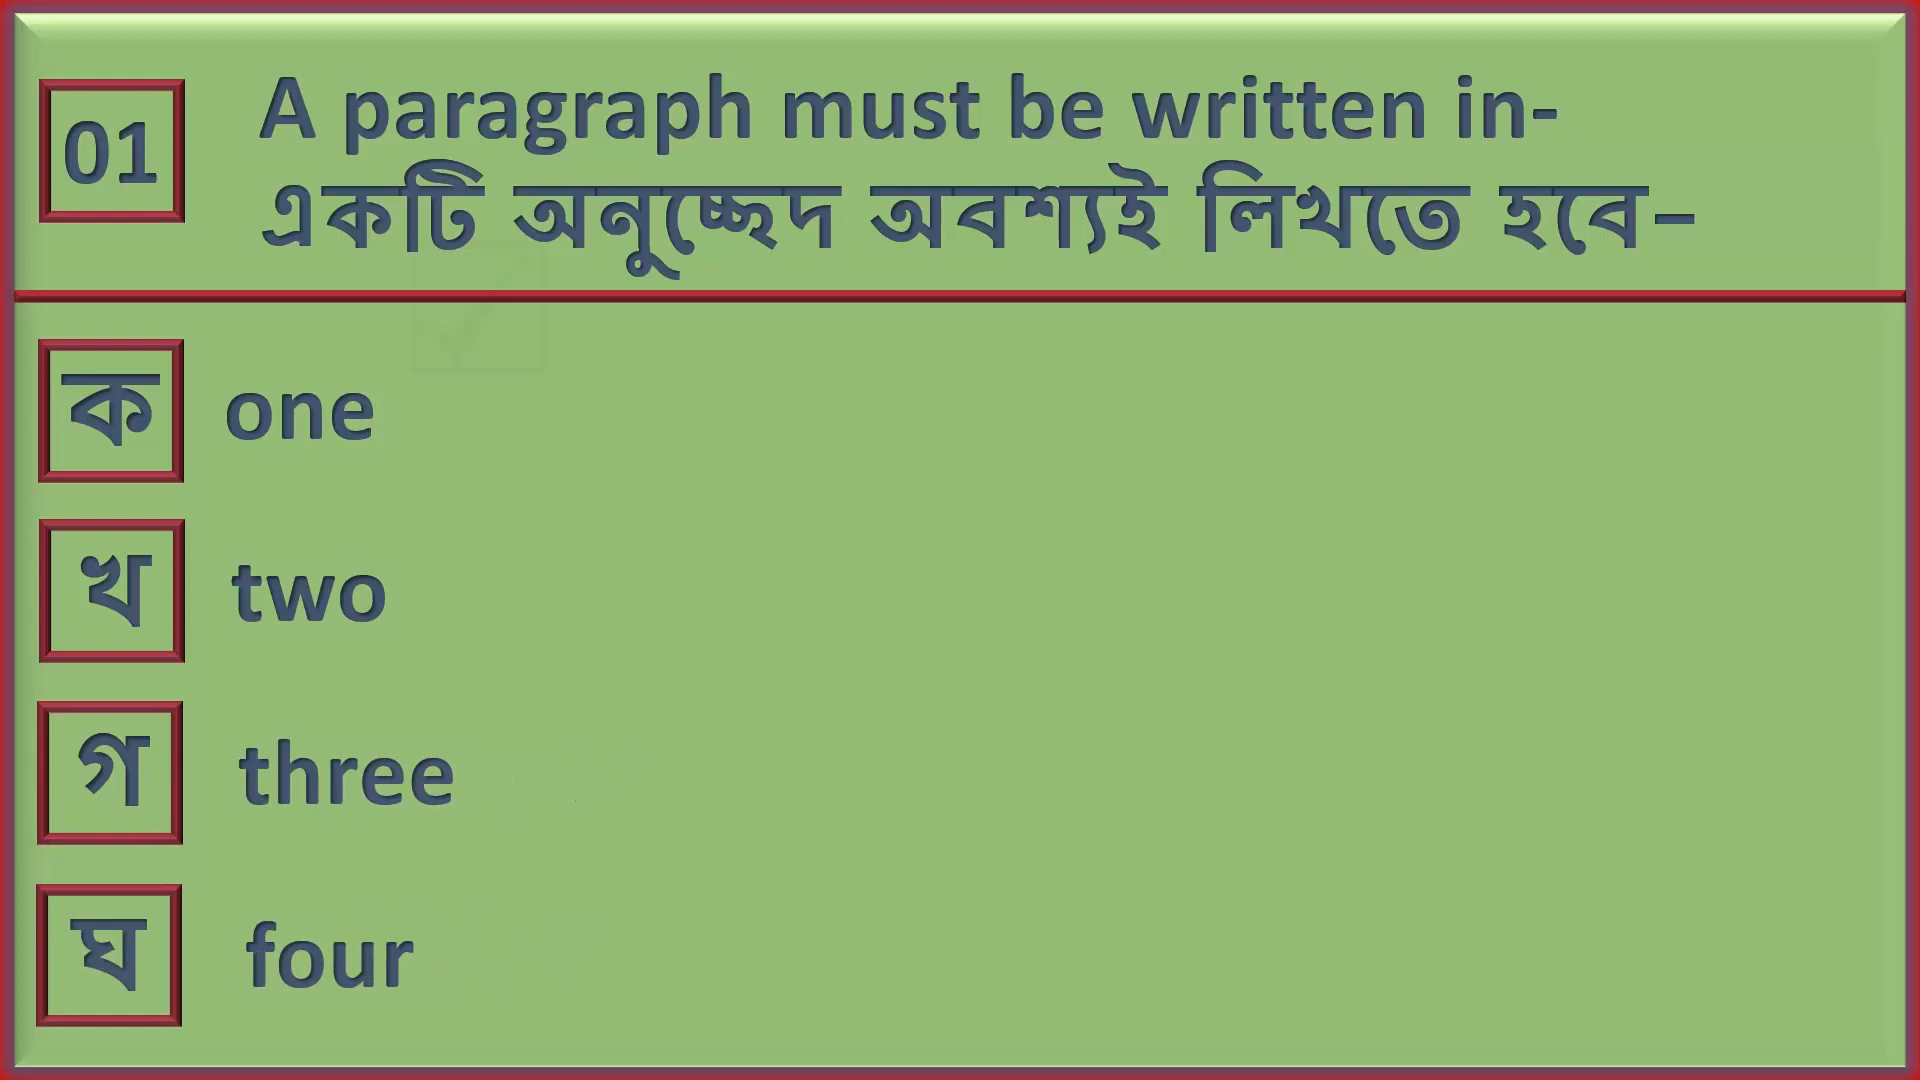 01
A paragraph must be written in-
একটি অনুচ্ছেদ অবশ্যই লিখতে হবে–
ক one
খ two
গ three
ঘ four